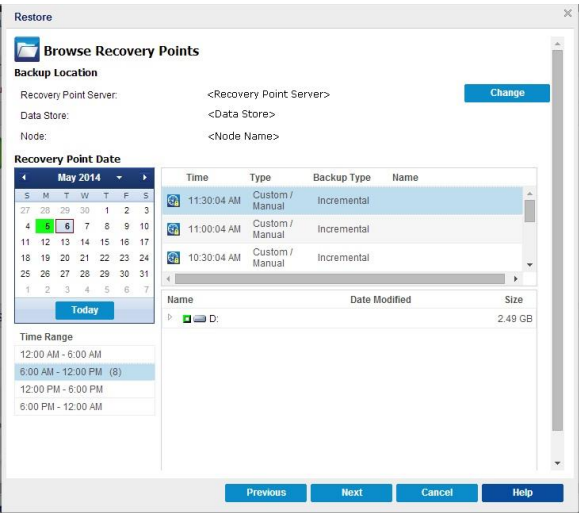 Restore
Browse Recovery Points
Backup Location
Recovery Point Server: <Recovery Point Server> Change
Data Store: <Data Store>
Node: <Node Name>
Recovery Point Date
May 2014
S M T W T F S
27 28 29 30 1 2 3
4 5 6 7 8 9 10
11 12 13 14 15 16 17
18 19 20 21 22 23 24
25 26 27 28 29 30 31
1 2 3 4 5 6 7
Today
Time Range
12:00 AM - 6:00 AM
6:00 AM - 12:00 PM (8)
12:00 PM - 6:00 PM
6:00 PM - 12:00 AM
Time Type Backup Type Name
11:30:04 AM Custom / Manual Incremental
11:00:04 AM Custom / Manual Incremental
10:30:04 AM Custom / Manual Incremental
Name Date Modified Size
D: 2.49 GB
Previous Next Cancel Help